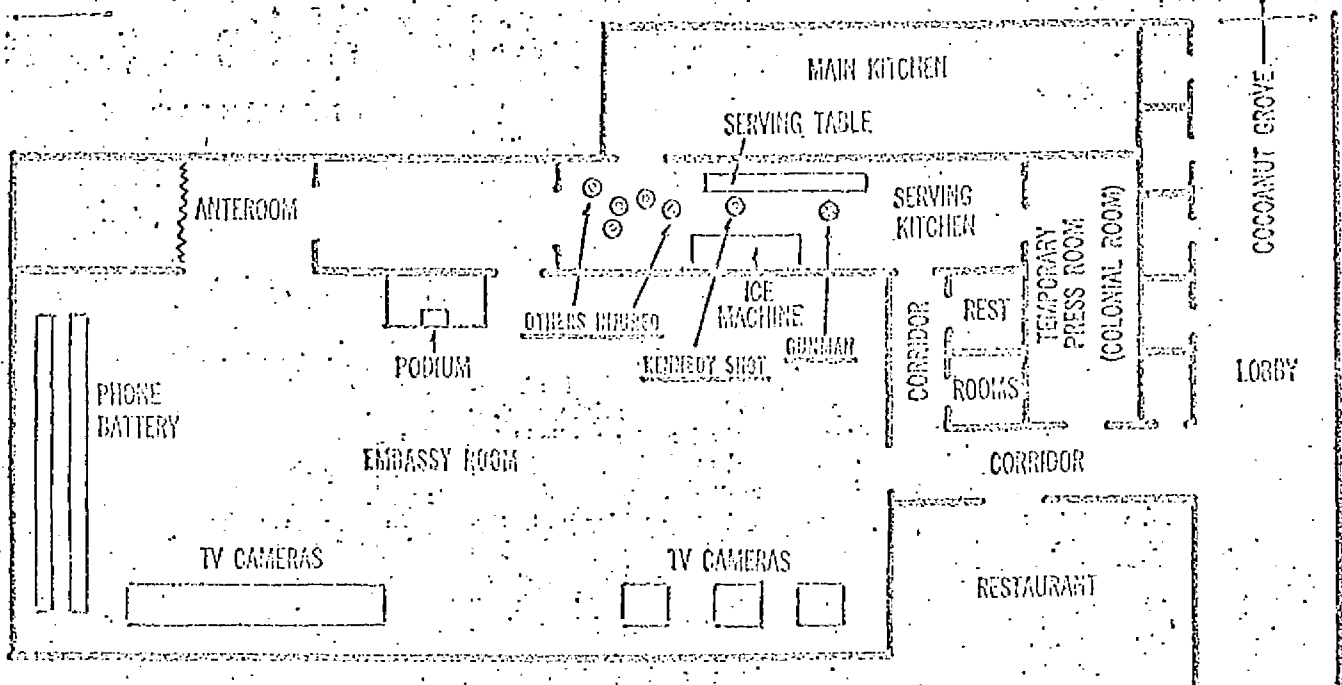 MAIN KITCHEN
SERVING TABLE
COCOANUT GROVE
ANTEROOM
SERVING
KITCHEN
TEMPORARY
PRESS ROOM
(COLONIAL ROOM)
OTHERS INJURED
ICE
MACHINE
KENNEDY SHOT
GUNMAN
PODIUM
CORRIDOR
REST
ROOMS
LOBBY
PHONE
BATTERY
EMBASSY ROOM
CORRIDOR
TV CAMERAS
TV CAMERAS
RESTAURANT